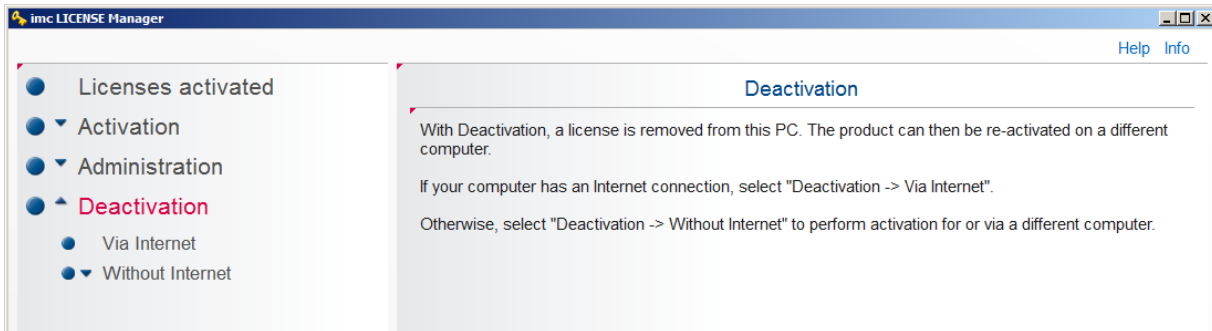 imc LICENSE Manager
Help Info
Licenses activated
Activation
Administration
Deactivation
Via Internet
Without Internet
Deactivation
With Deactivation, a license is removed from this PC. The product can then be re-activated on a different
computer.
If your computer has an Internet connection, select "Deactivation -> Via Internet".
Otherwise, select "Deactivation -> Without Internet" to perform activation for or via a different computer.